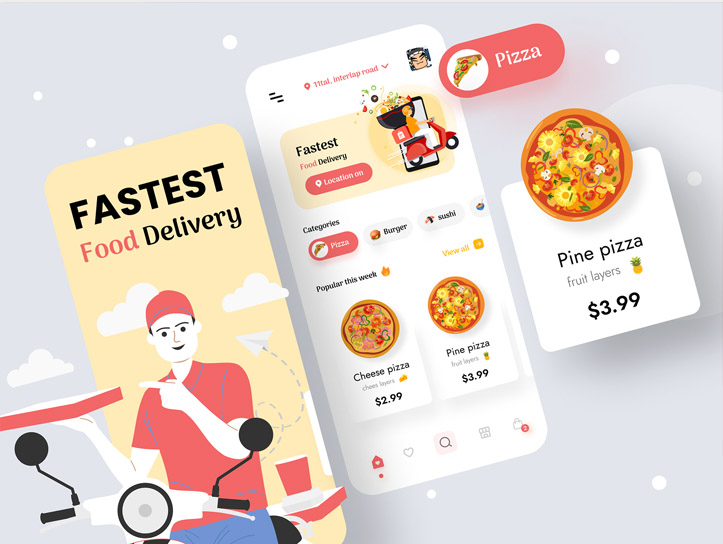 FASTEST
Food Delivery
Titai, interlap road
Fastest
Food Delivery
Location on
Categories
Pizza
Burger
sushi
Popular this week
View all
Cheese pizza
chees layers
$2.99
Pine pizza
fruit layers
$3.99
Pizza
Pine pizza
fruit layers
$3.99